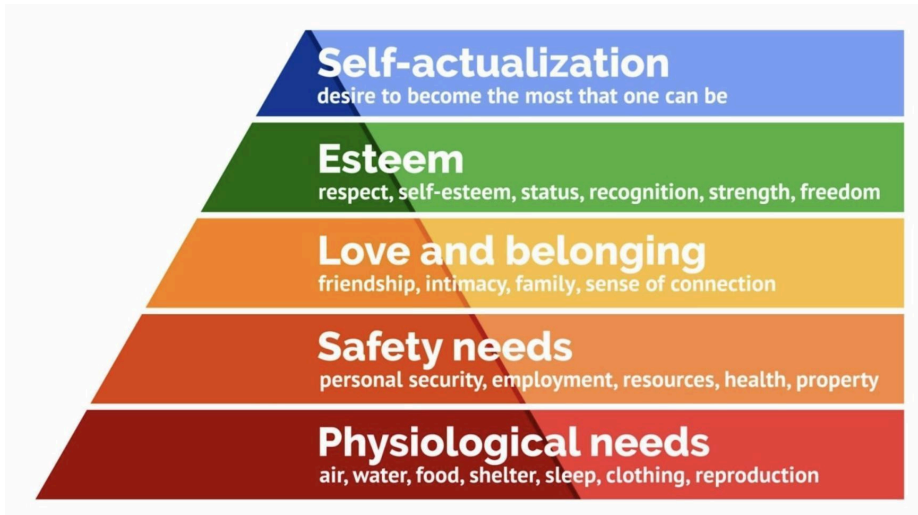 Self-actualization
desire to become the most that one can be
Esteem
respect, self-esteem, status, recognition, strength, freedom
Love and belonging
friendship, intimacy, family, sense of connection
Safety needs
personal security, employment, resources, health, property
Physiological needs
air, water, food, shelter, sleep, clothing, reproduction